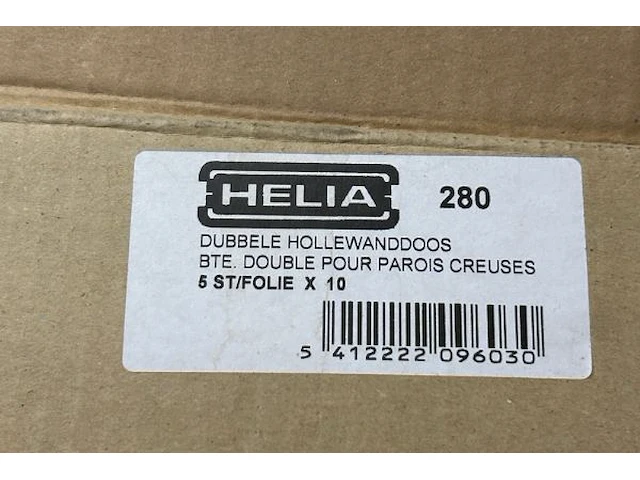 HELIA 280
DUBBELE HOLLEWANDDOOS
BTE. DOUBLE POUR PAROIS CREUSES
5 ST/FOLIE X 10
5 412222 096030